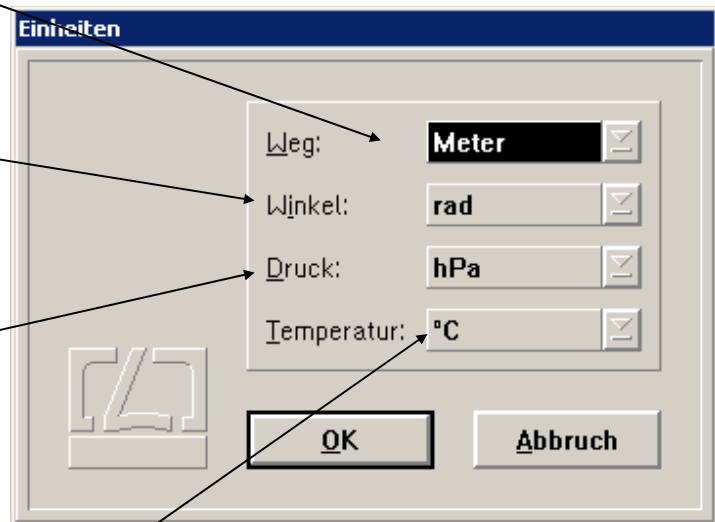 Einheiten
Weg: Meter
Winkel: rad
Druck: hPa
Temperatur: °C
OK Abbruch